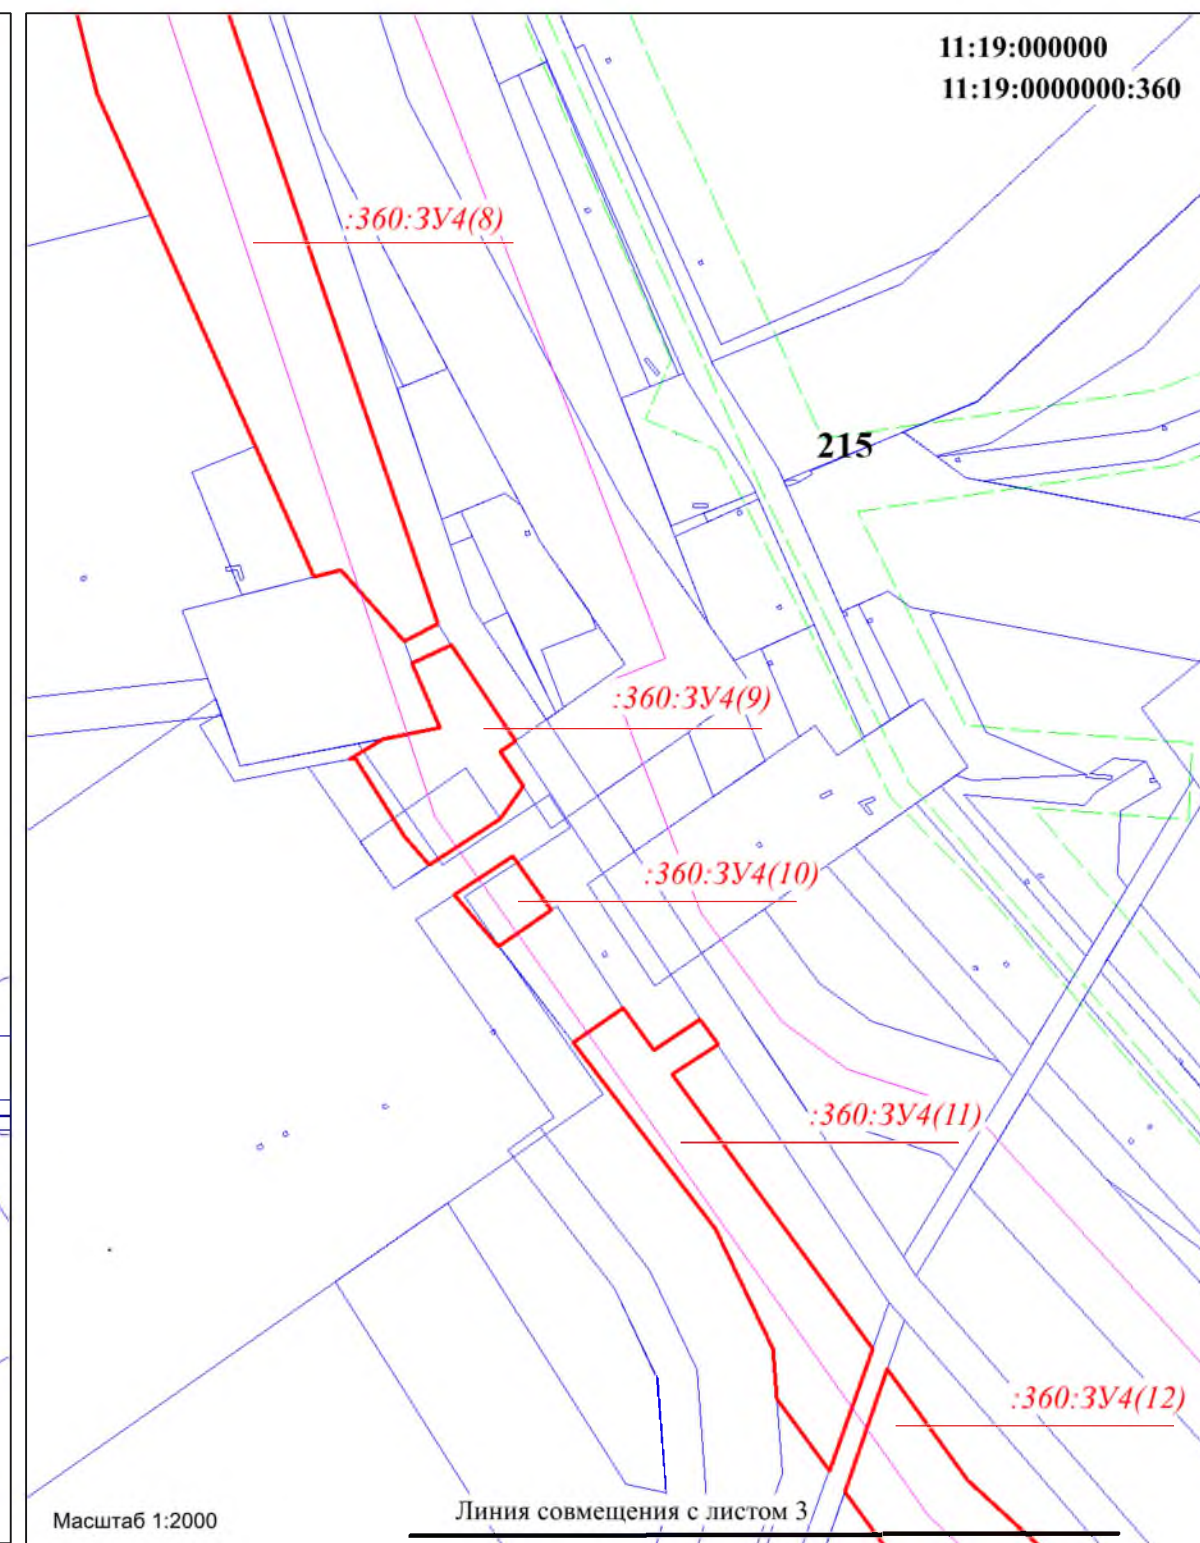 11:19:000000
11:19:0000000:360
:360:ЗУ4(8)
215
:360:ЗУ4(9)
:360:ЗУ4(10)
:360:ЗУ4(11)
:360:ЗУ4(12)
Линия совмещения с листом 3
Масштаб 1:2000